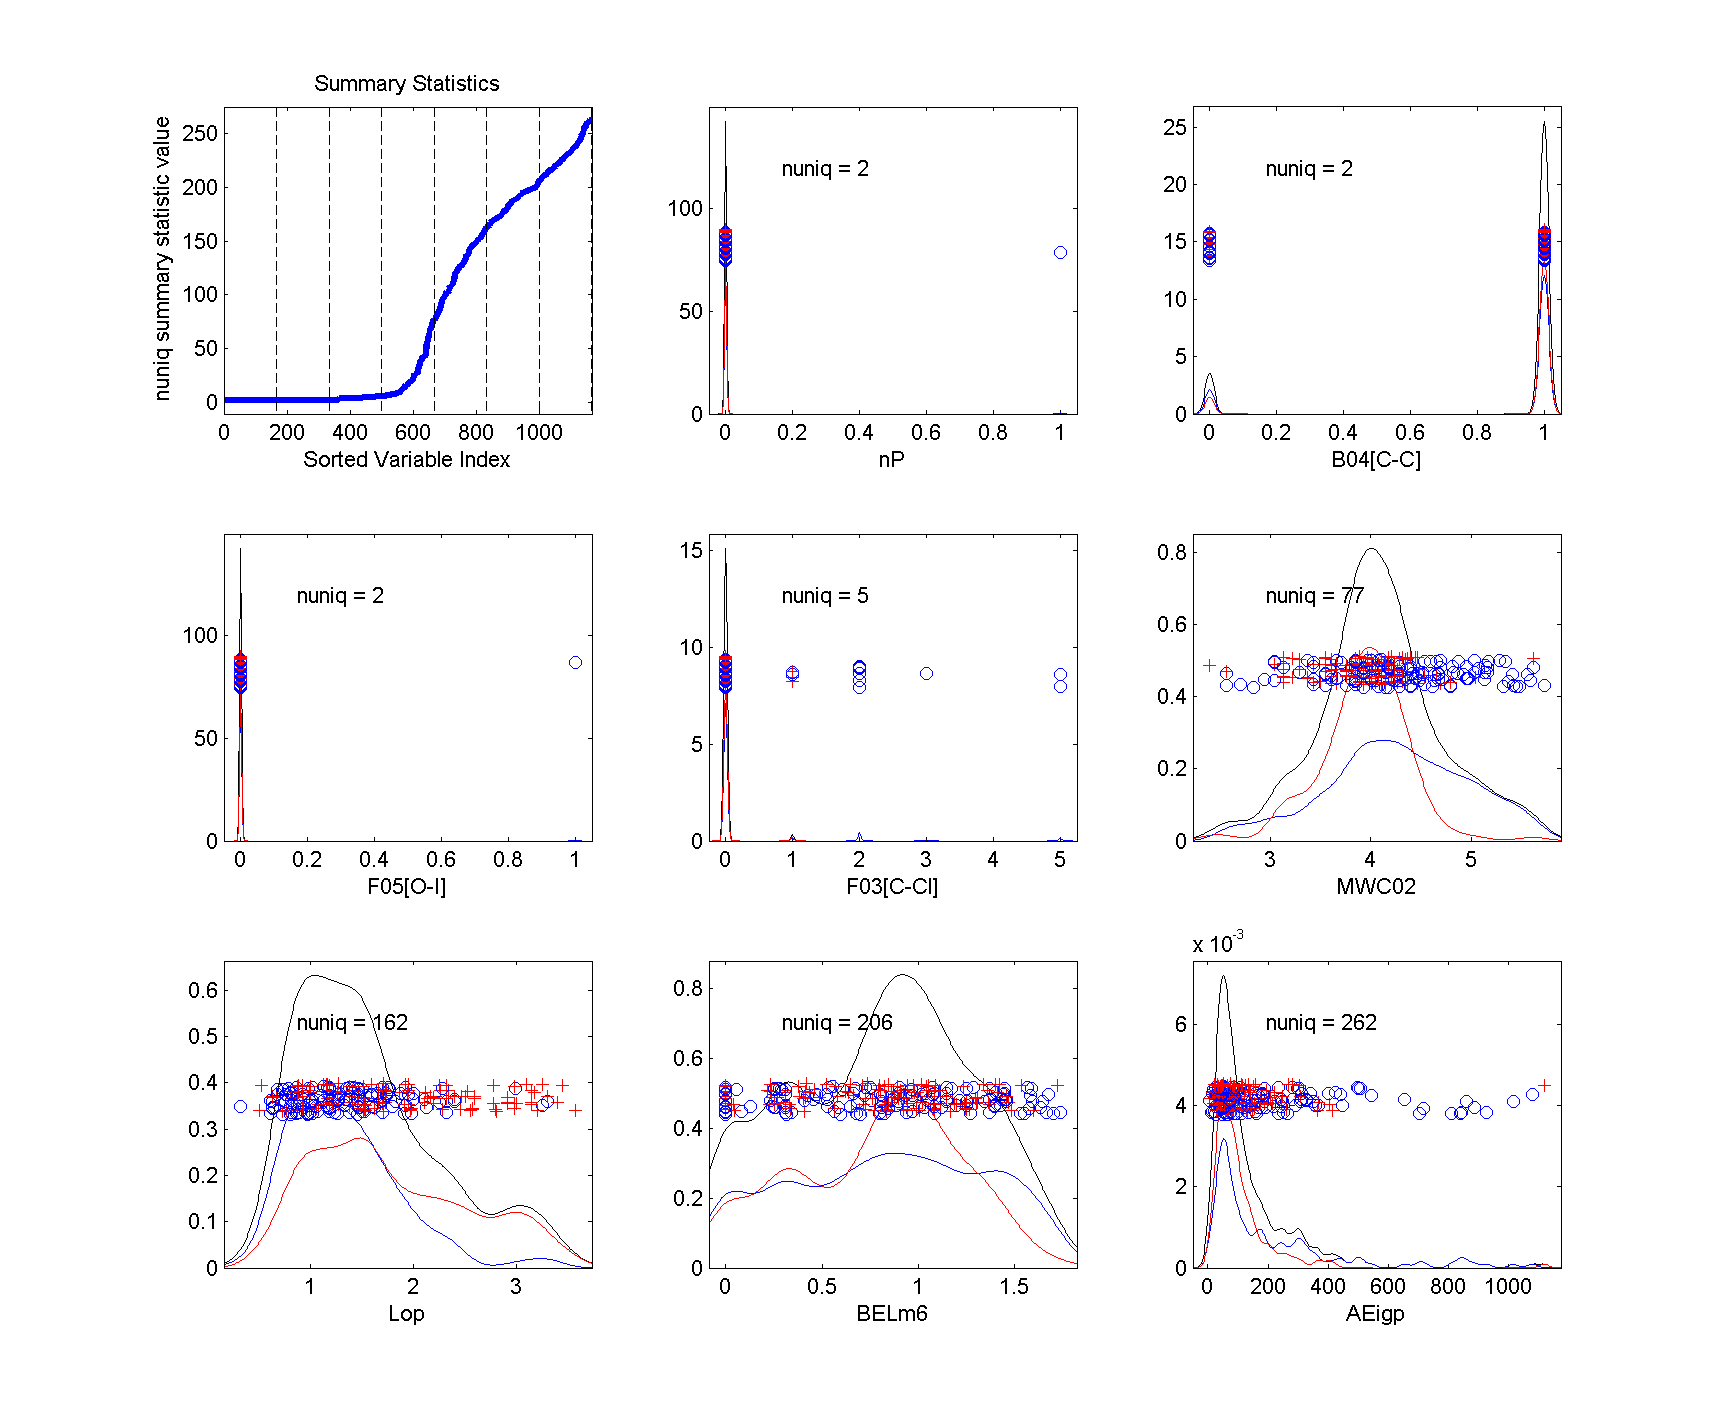 Summary Statistics
nuniq summary statistic value
250
200
150
100
50
0
0 200 400 600 800 1000
Sorted Variable Index
nuniq = 2
100
50
0
0 0.2 0.4 0.6 0.8 1
nP
nuniq = 2
25
20
15
10
5
0
0 0.2 0.4 0.6 0.8 1
B04[C-C]
nuniq = 2
100
50
0
0 0.2 0.4 0.6 0.8 1
F05[O-I]
nuniq = 5
15
10
5
0
0 1 2 3 4 5
F03[C-Cl]
nuniq = 77
0.8
0.6
0.4
0.2
0
3 4 5
MWC02
nuniq = 162
0.6
0.5
0.4
0.3
0.2
0.1
0
1 2 3
Lop
nuniq = 206
0.8
0.6
0.4
0.2
0
0 0.5 1 1.5
BELm6
x 10-3
nuniq = 262
6
4
2
0
0 200 400 600 800 1000
AEigp